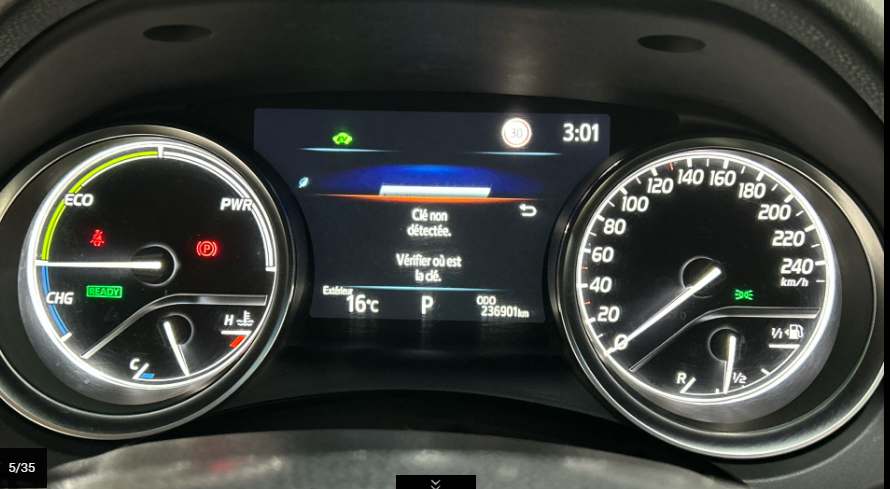 ECO
PWR
CHG
READY
P
H
C
30
3:01
Clé non
détectée.
Vérifier où est
la clé.
Extérieur
16°C
P
ODO
236901km
0
20
40
60
80
100
120
140
160
180
200
220
240
km/h
1/1
R
1/2
5/35